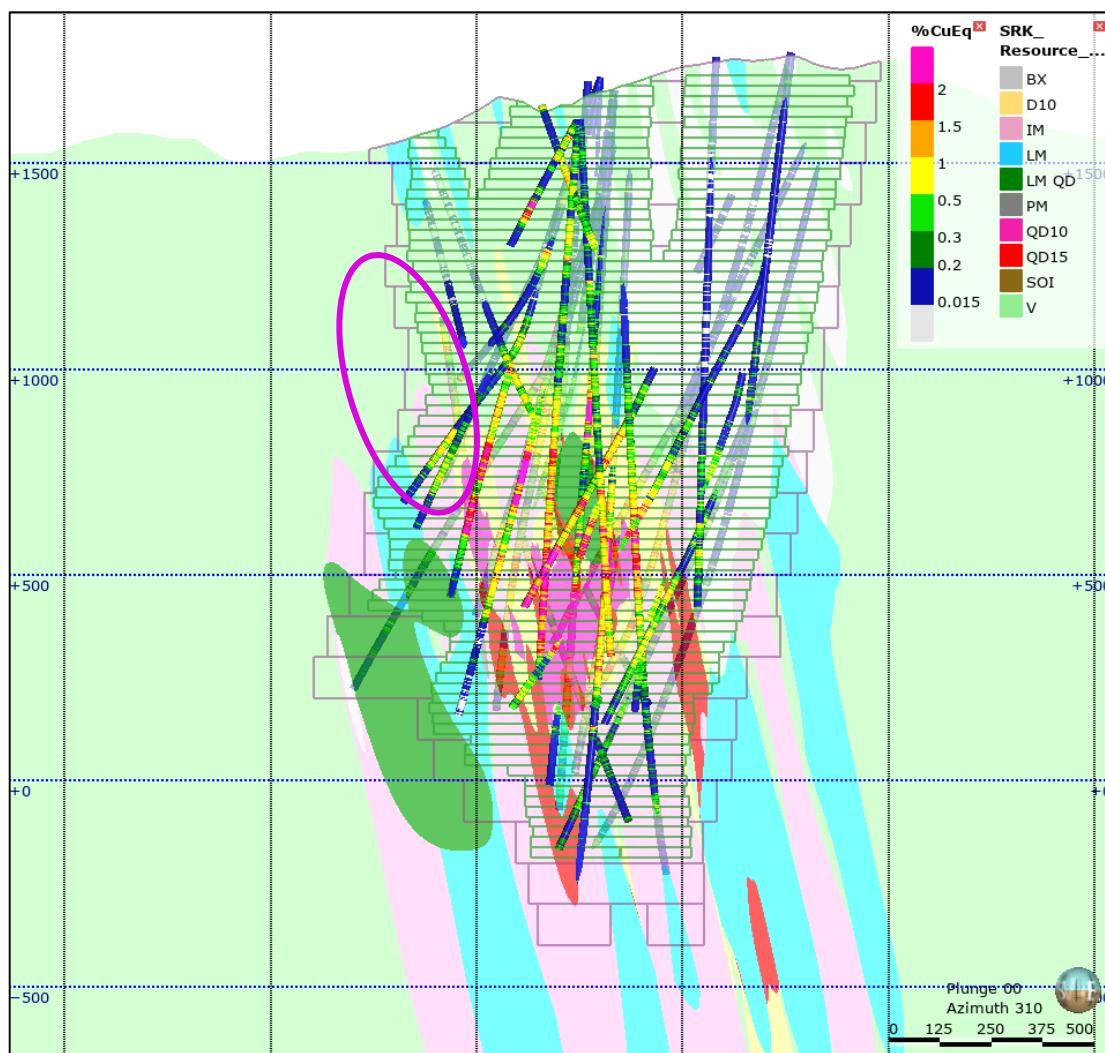 %CuEq
2
1.5
1
0.5
0.3
0.2
0.015
SRK_
Resource_...
BX
D10
IM
LM
LM QD
PM
QD10
QD15
SOI
V
+1500
+1500
+1000
+1000
+500
+500
+0
+0
−500
Plunge 00
Azimuth 310
0 125 250 375 500